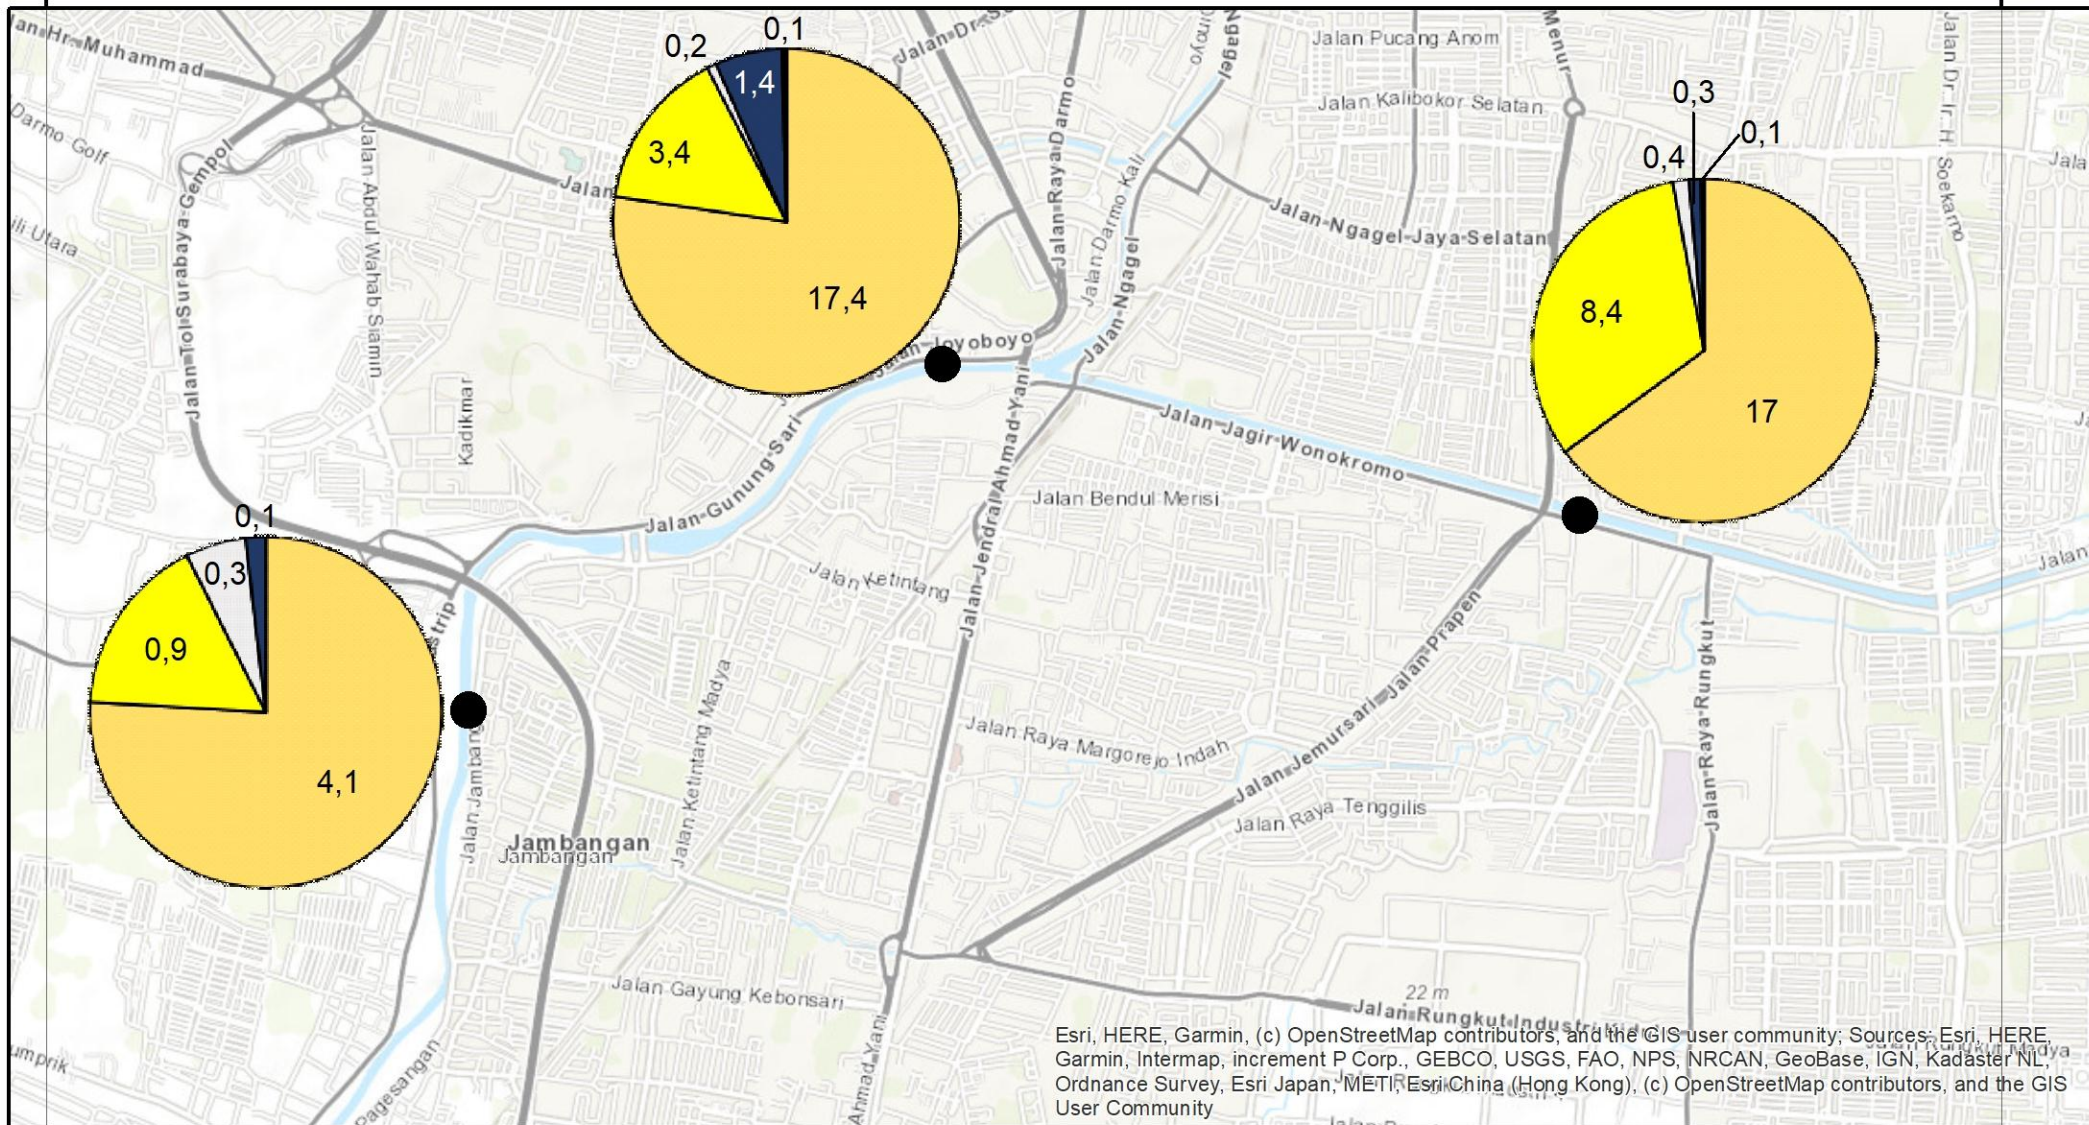 0,1
0,2
1,4
3,4
17,4
0,3
0,1
0,4
8,4
17
0,1
0,3
0,9
4,1
Jalan Pucang Anom
Jalan Kalibokor Selatan
Menur
Ngagel
Jalan Dr. Ir. H. Soekarno
Darmo Golf
Jalan Tol Surabaya-Gempol
Jalan Abdul Wahab Siamin
Jalan
Jalan Raya Darmo
Jalan Darmo Kali
Jalan Ngagel
Jalan Ngagel Jaya Selatan
Joyoboyo
Kadikmar
Jalan Gunung Sari
Jalan Jagir Wonokromo
Jalan Jendral Ahmad Yani
Jalan Bendul Merisi
Jalan Ketintang
Jalan
Jalan Prapen
Jalan Raya Rungkut
Jalan Ketintang Madya
Jalan Raya Margorejo Indah
Jalan Jemursari
Jalan Raya Tenggilis
Jambangan
Jambangan
Jalan Gayung Kebonsari
22 m
Pagesangan
Ahmad Yani
Esri, HERE, Garmin, (c) OpenStreetMap contributors, and the GIS user community; Sources: Esri, HERE,
Garmin, Intermap, increment P Corp., GEBCO, USGS, FAO, NPS, NRCAN, GeoBase, IGN, Kadaster NL,
Ordnance Survey, Esri Japan, METI, Esri China (Hong Kong), (c) OpenStreetMap contributors, and the GIS
User Community